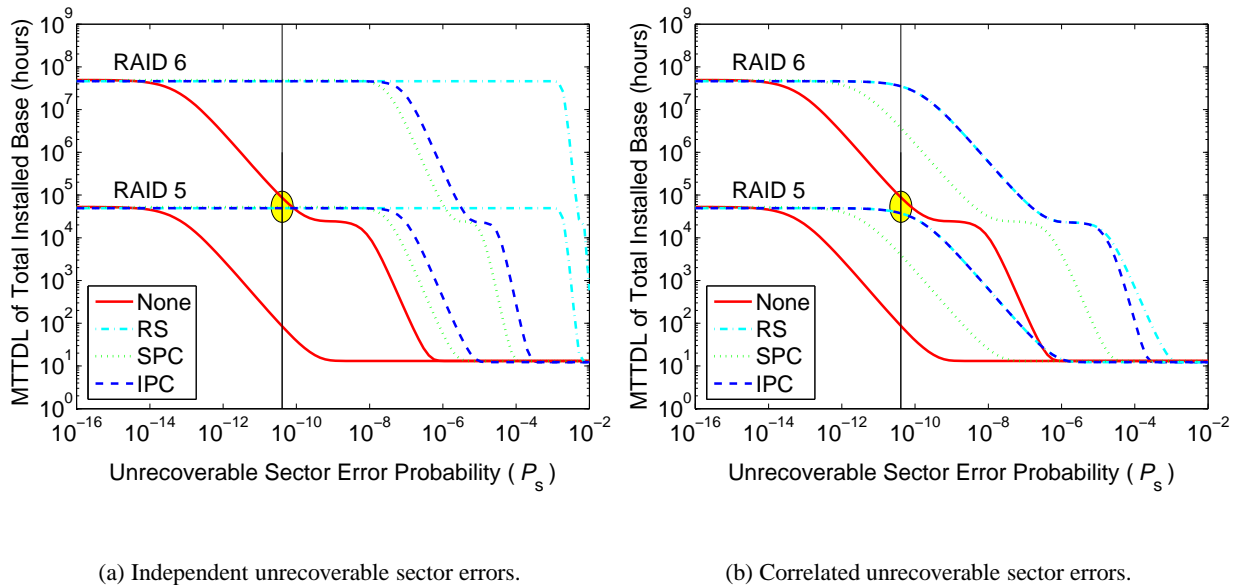 MTTDL of Total Installed Base (hours)
10^9
10^8
10^7
10^6
10^5
10^4
10^3
10^2
10^1
10^0
RAID 6
RAID 5
None
RS
SPC
IPC
10^−16 10^−14 10^−12 10^−10 10^−8 10^−6 10^−4 10^−2
Unrecoverable Sector Error Probability ( P_s )
(a) Independent unrecoverable sector errors.
MTTDL of Total Installed Base (hours)
10^9
10^8
10^7
10^6
10^5
10^4
10^3
10^2
10^1
10^0
RAID 6
RAID 5
None
RS
SPC
IPC
10^−16 10^−14 10^−12 10^−10 10^−8 10^−6 10^−4 10^−2
Unrecoverable Sector Error Probability ( P_s )
(b) Correlated unrecoverable sector errors.